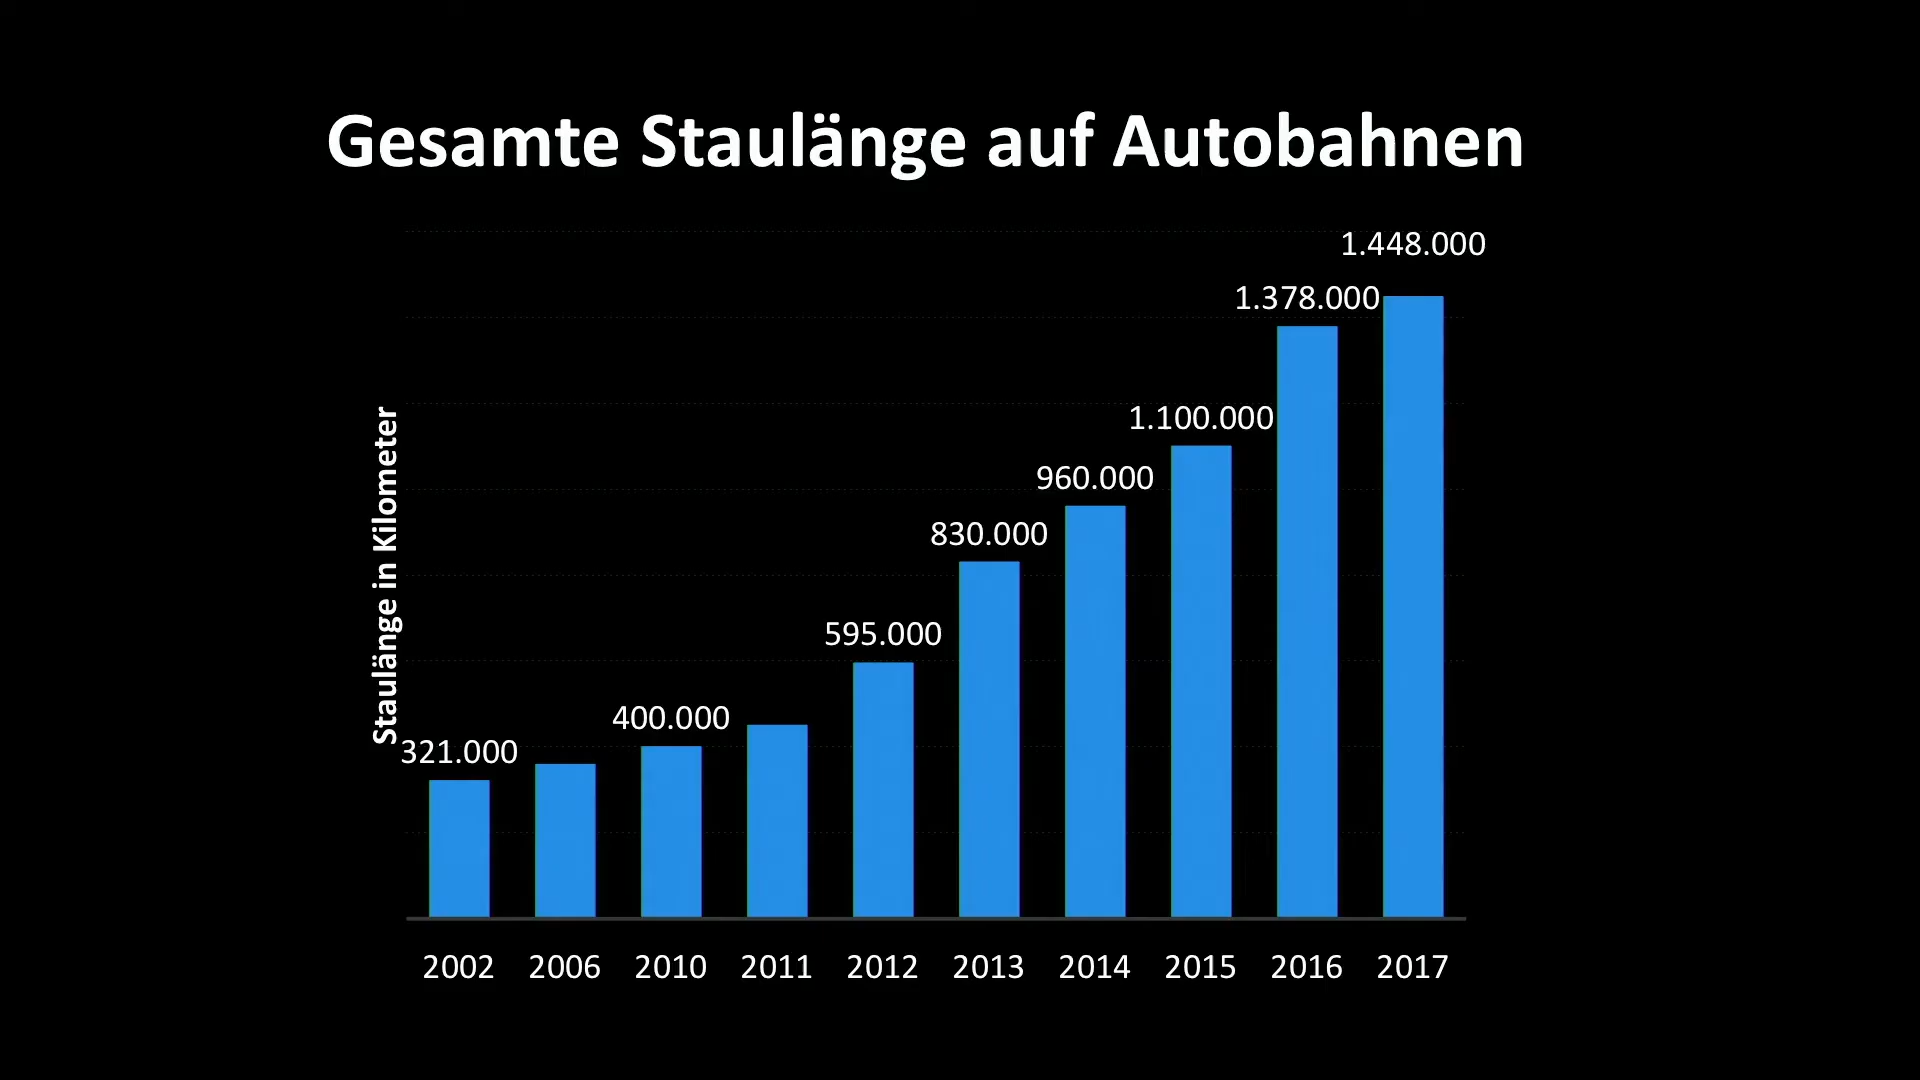 Gesamte Staulänge auf Autobahnen
Staulänge in Kilometer
321.000
400.000
595.000
830.000
960.000
1.100.000
1.378.000
1.448.000
2002 2006 2010 2011 2012 2013 2014 2015 2016 2017